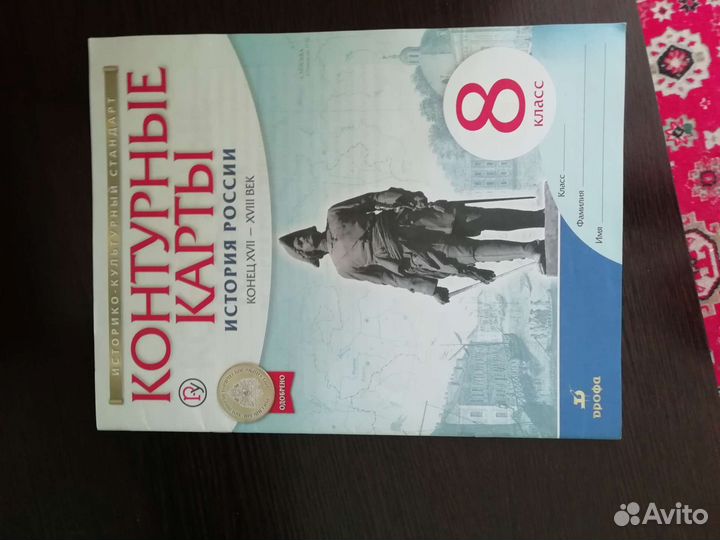 ИСТОРИКО-КУЛЬТУРНЫЙ СТАНДАРТ
КОНТУРНЫЕ
КАРТЫ
ИСТОРИЯ РОССИИ
КОНЕЦ XVII – XVIII ВЕК
ОДОБРЕНО
8
класс
Класс
Фамилия
Имя
дрофа
Avito